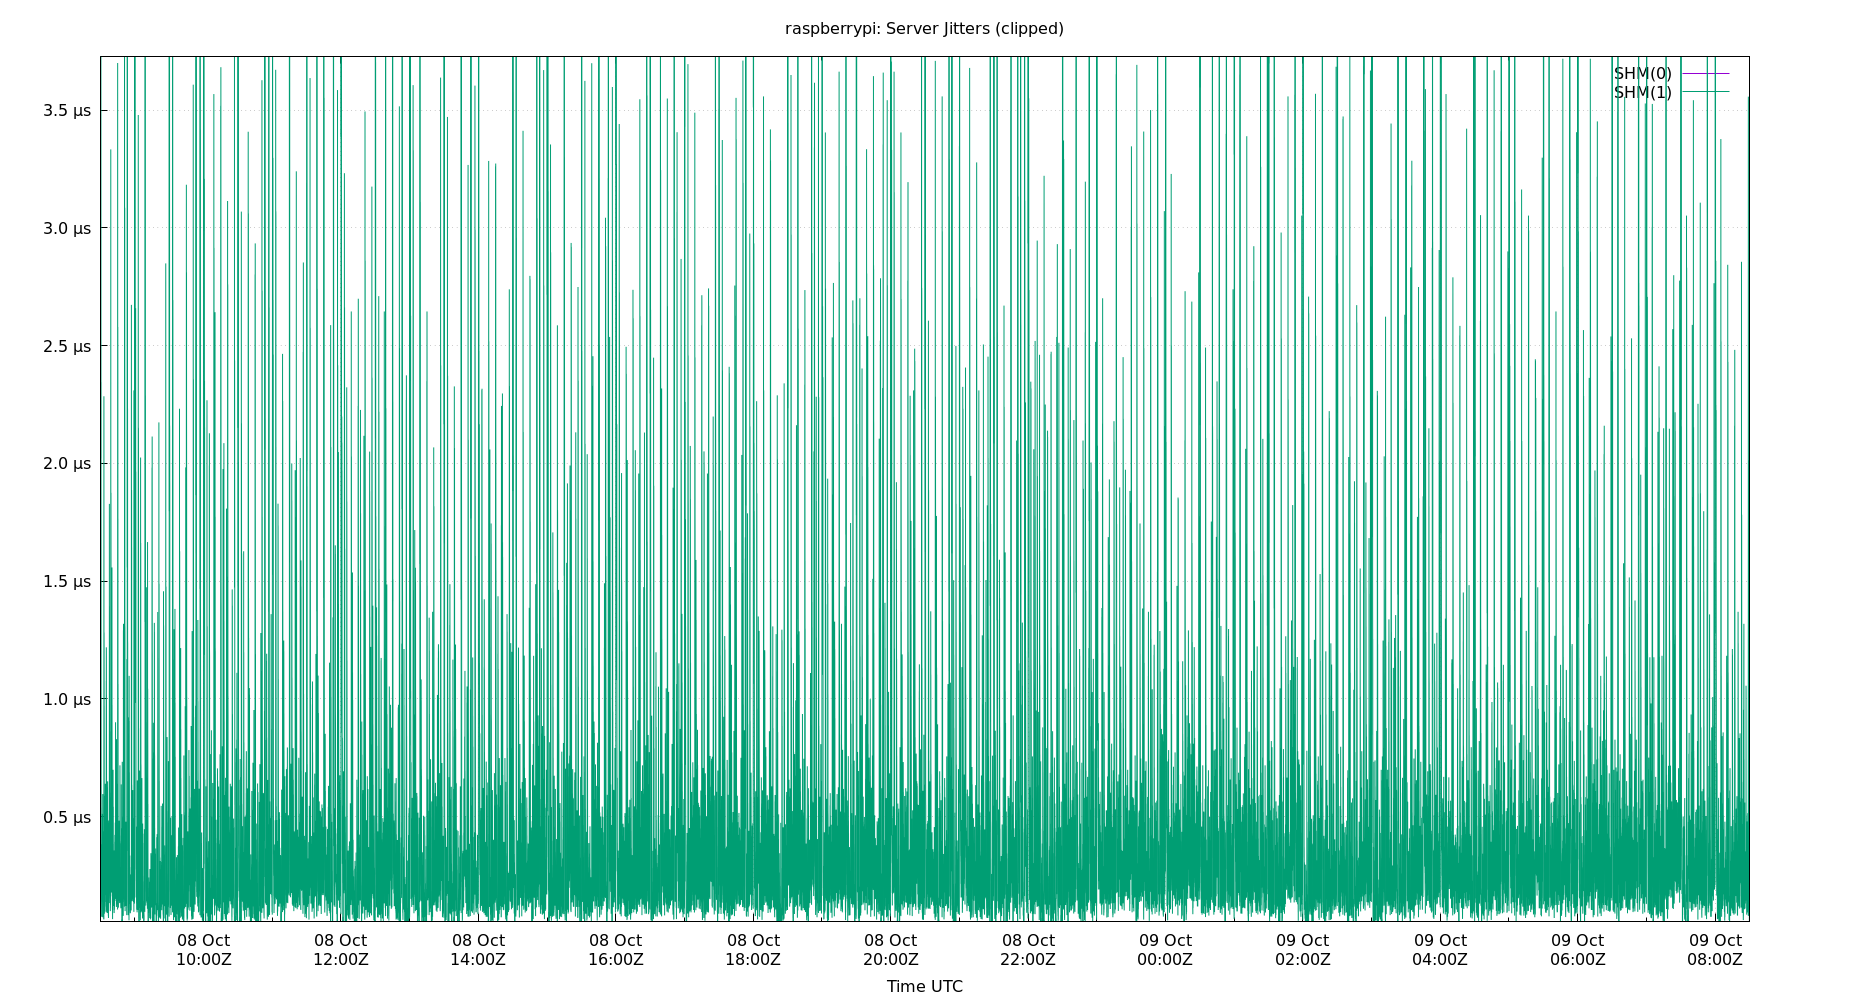 raspberrypi: Server Jitters (clipped)
SHM(0)
SHM(1)
3.5 µs
3.0 µs
2.5 µs
2.0 µs
1.5 µs
1.0 µs
0.5 µs
08 Oct 08 Oct 08 Oct 08 Oct 08 Oct 08 Oct 08 Oct 09 Oct 09 Oct 09 Oct 09 Oct 09 Oct
10:00Z 12:00Z 14:00Z 16:00Z 18:00Z 20:00Z 22:00Z 00:00Z 02:00Z 04:00Z 06:00Z 08:00Z
Time UTC